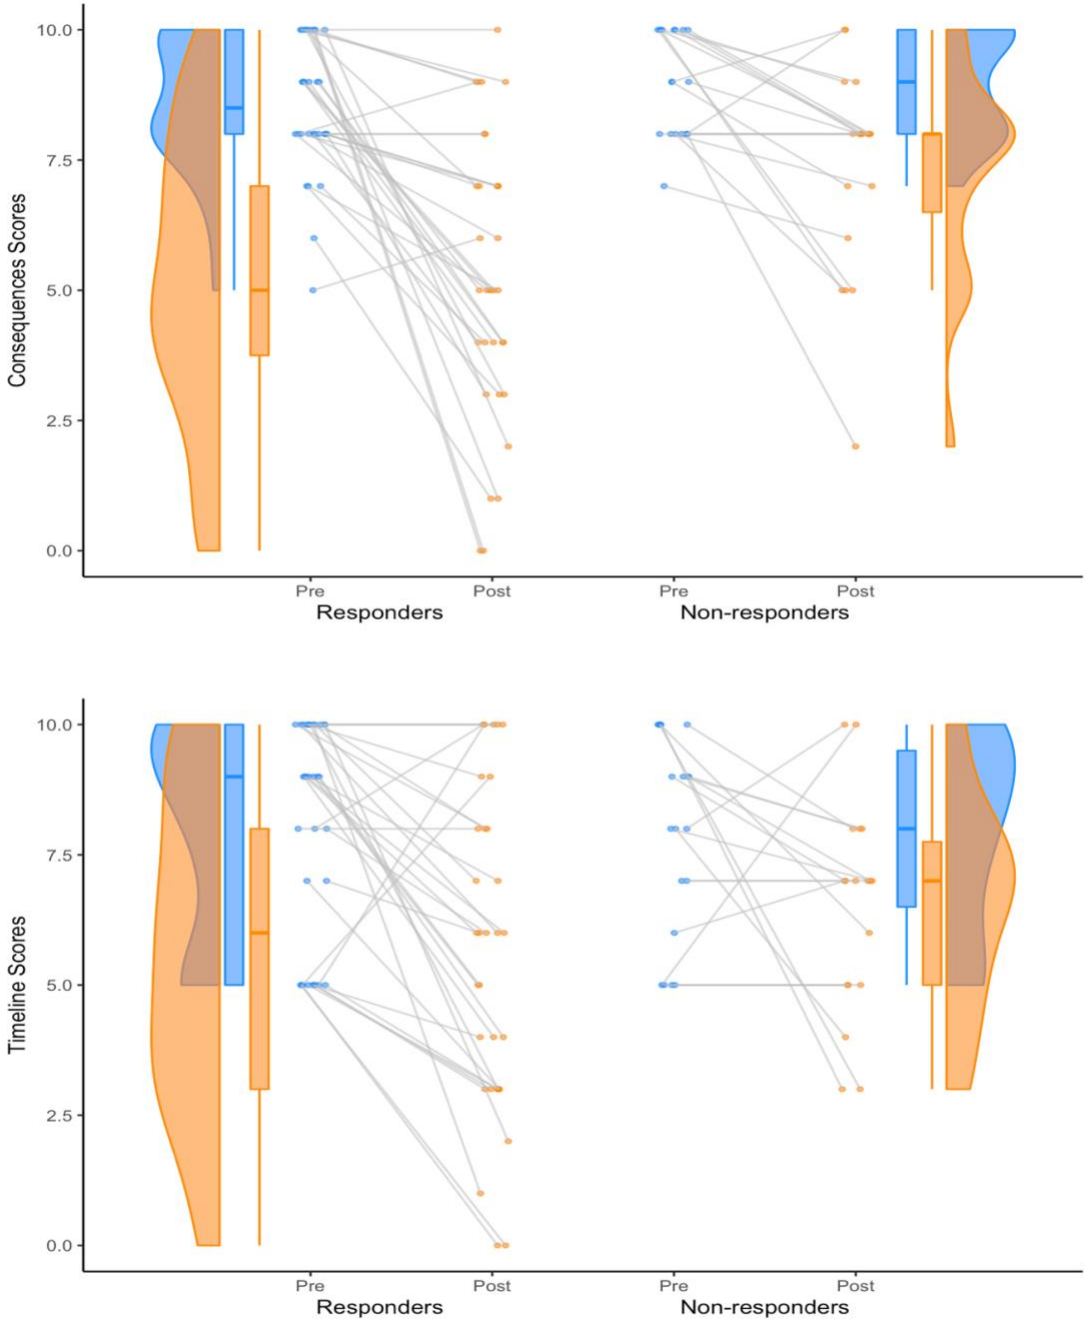 Consequences Scores
10.0
7.5
5.0
2.5
0.0
Pre Post Pre Post
Responders Non-responders
Timeline Scores
10.0
7.5
5.0
2.5
0.0
Pre Post Pre Post
Responders Non-responders